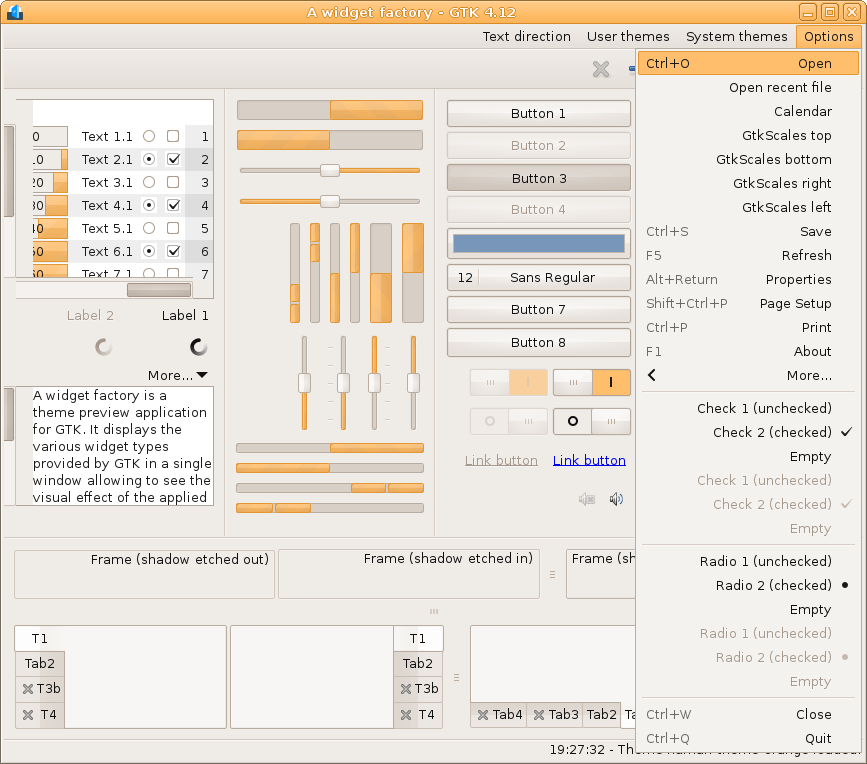 A widget factory - GTK 4.12
Text direction User themes System themes Options
Ctrl+O Open
Open recent file
Calendar
GtkScales top
GtkScales bottom
GtkScales right
GtkScales left
Ctrl+S Save
F5 Refresh
Alt+Return Properties
Shift+Ctrl+P Page Setup
Ctrl+P Print
F1 About
More...
Check 1 (unchecked)
Check 2 (checked)
Empty
Check 1 (unchecked)
Check 2 (checked)
Empty
Radio 1 (unchecked)
Radio 2 (checked)
Empty
Radio 1 (unchecked)
Radio 2 (checked)
Empty
Ctrl+W Close
Ctrl+Q Quit
0 Text 1.1 1
10 Text 2.1 2
20 Text 3.1 3
30 Text 4.1 4
40 Text 5.1 5
50 Text 6.1 6
60 Text 7.1 7
Label 2 Label 1
More...
A widget factory is a
theme preview application
for GTK. It displays the
various widget types
provided by GTK in a single
window allowing to see the
visual effect of the applied
Button 1
Button 2
Button 3
Button 4
12 Sans Regular
Button 7
Button 8
Link button Link button
Frame (shadow etched out) Frame (shadow etched in) Frame (sh
T1
Tab2
T3b
T4
T1
Tab2
T3b
T4
Tab4 Tab3 Tab2 Ta
19:27:32 - Theme human-theme-orange loaded.